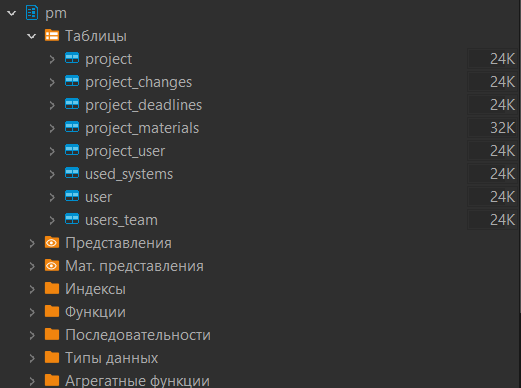 pm
Таблицы
project 24K
project_changes 24K
project_deadlines 24K
project_materials 32K
project_user 24K
used_systems 24K
user 24K
users_team 24K
Представления
Мат. представления
Индексы
Функции
Последовательности
Типы данных
Агрегатные функции